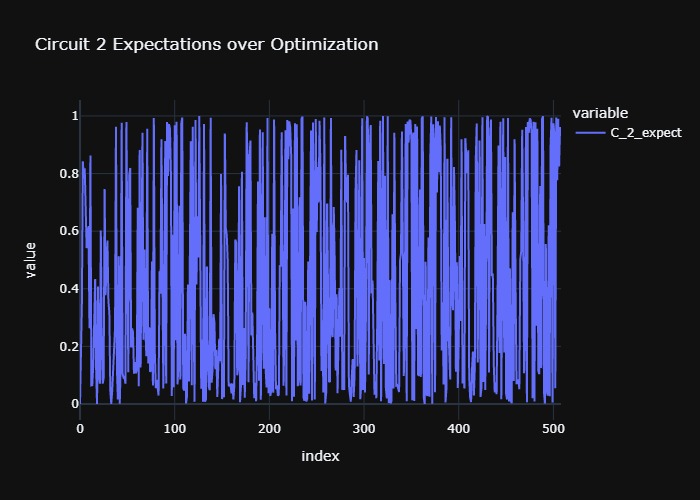 Circuit 2 Expectations over Optimization
variable
C_2_expect
value
1
0.8
0.6
0.4
0.2
0
0
100
200
300
400
500
index